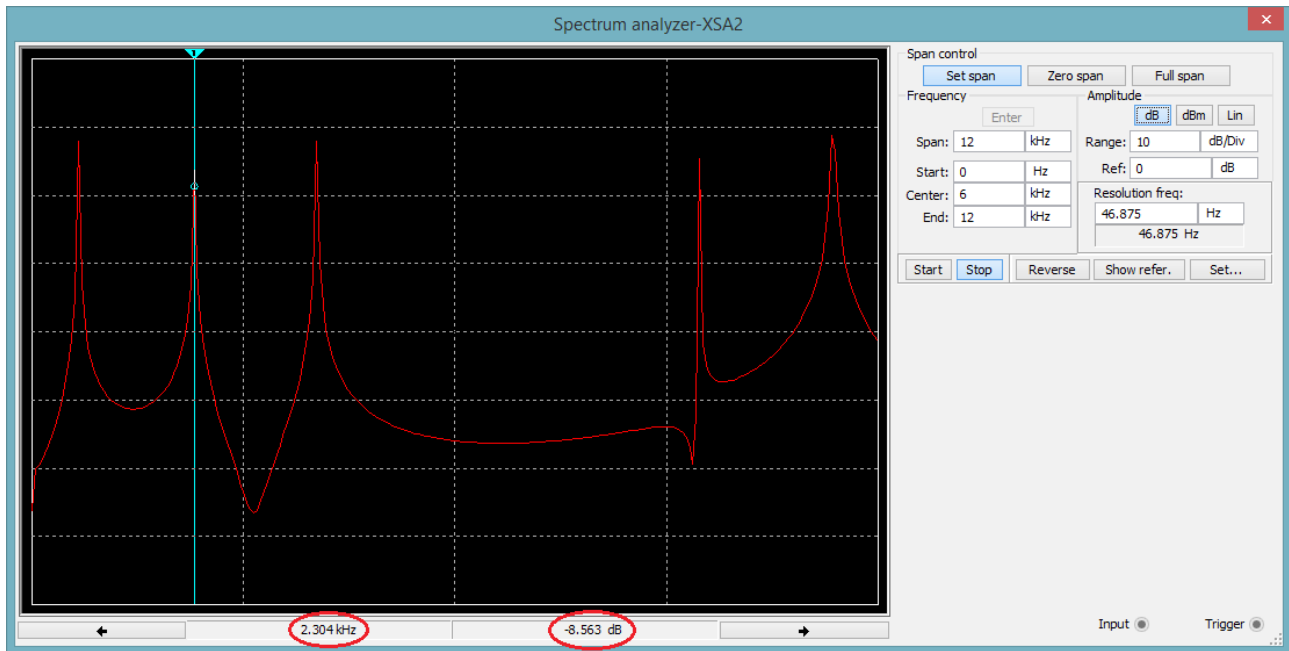 Spectrum analyzer-XSA2
1
Span control
Set span Zero span Full span
Frequency Amplitude
Enter dB dBm Lin
Span: 12 kHz Range: 10 dB/Div
Start: 0 Hz Ref: 0 dB
Center: 6 kHz Resolution freq:
End: 12 kHz 46.875 Hz
46.875 Hz
Start Stop Reverse Show refer. Set...
2.304 kHz -8.563 dB
Input Trigger